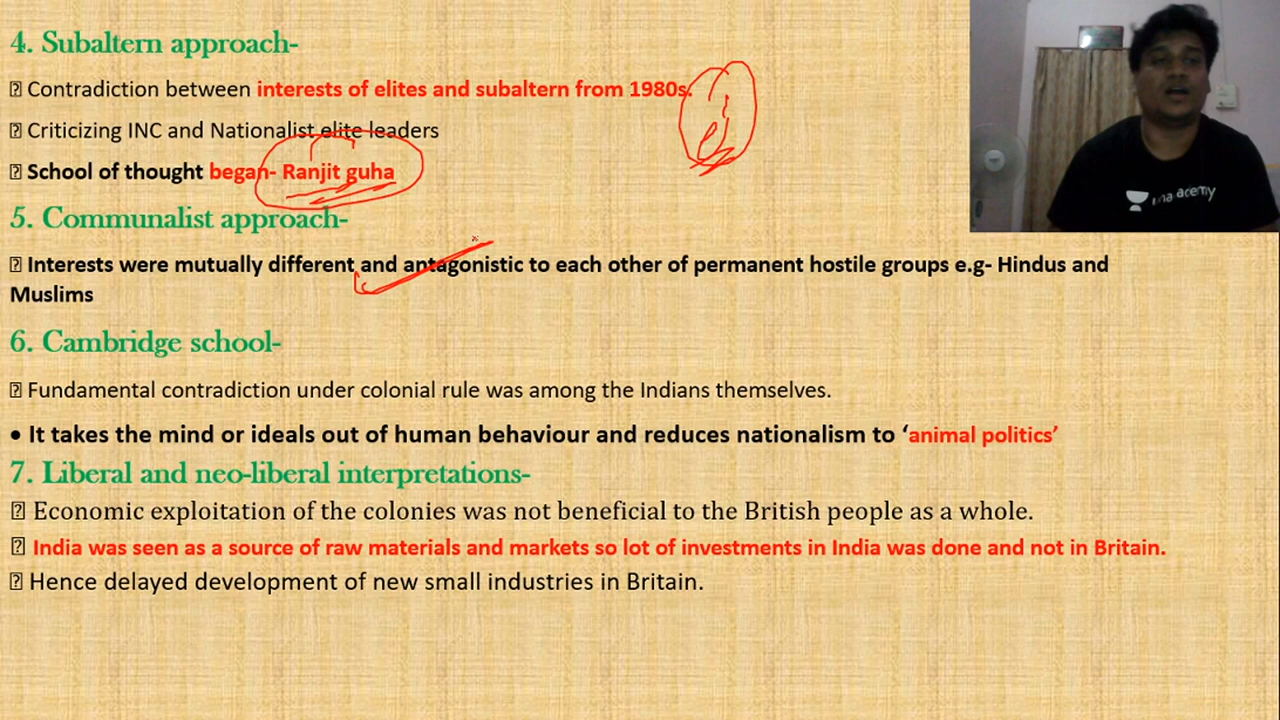 4. Subaltern approach-
⍰ Contradiction between interests of elites and subaltern from 1980s.
⍰ Criticizing INC and Nationalist elite leaders
⍰ School of thought began- Ranjit guha
5. Communalist approach-
⍰ Interests were mutually different and antagonistic to each other of permanent hostile groups e.g- Hindus and
Muslims
6. Cambridge school-
⍰ Fundamental contradiction under colonial rule was among the Indians themselves.
• It takes the mind or ideals out of human behaviour and reduces nationalism to ‘animal politics’
7. Liberal and neo-liberal interpretations-
⍰ Economic exploitation of the colonies was not beneficial to the British people as a whole.
⍰ India was seen as a source of raw materials and markets so lot of investments in India was done and not in Britain.
⍰ Hence delayed development of new small industries in Britain.